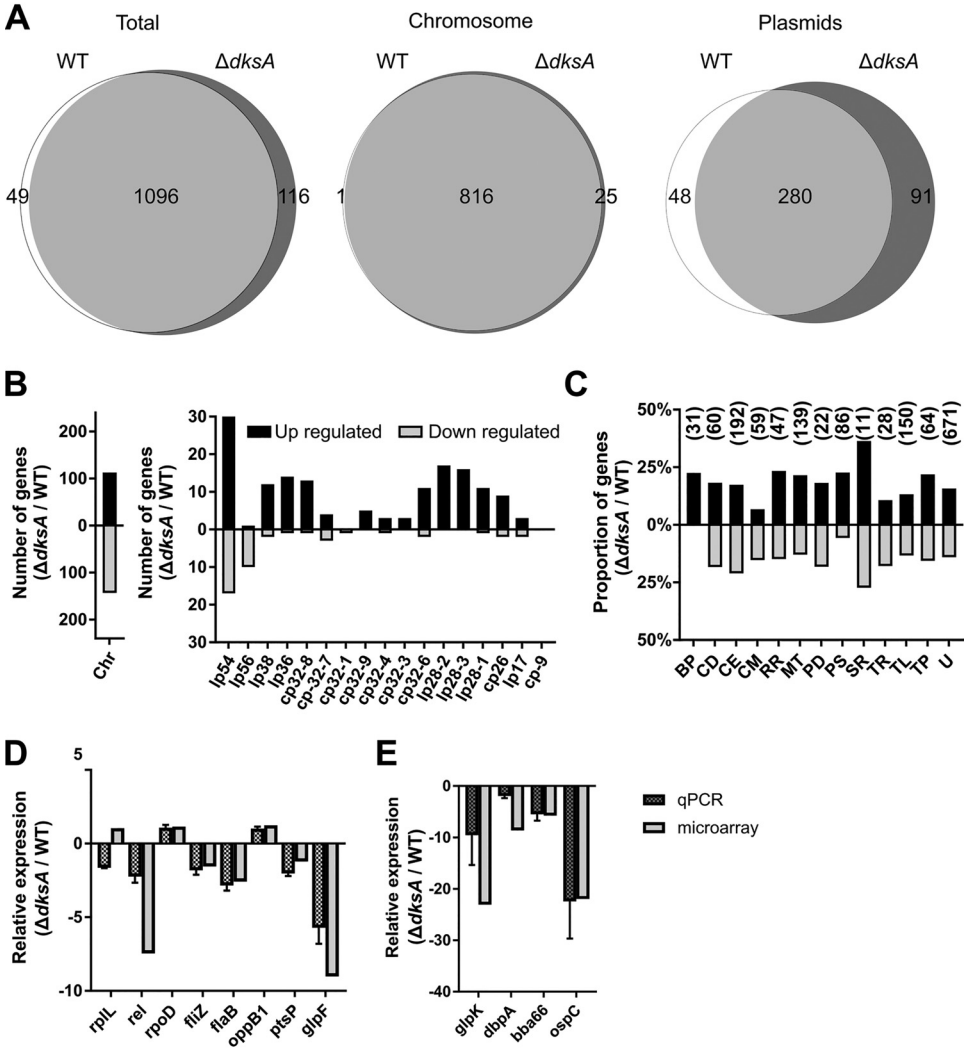 A
Total
Chromosome
Plasmids
WT
ΔdksA
WT
ΔdksA
WT
ΔdksA
49
1096
116
1
816
25
48
280
91
B
Number of genes
(ΔdksA / WT)
200
100
0
100
200
Chr
Number of genes
(ΔdksA / WT)
30
20
10
0
10
20
30
Up regulated
Down regulated
lp54
lp56
lp38
lp36
cp32-8
cp-32-7
cp32-1
cp32-9
cp32-4
cp32-3
cp32-6
lp28-2
lp28-3
lp28-1
cp26
lp17
cp-9
C
Proportion of genes
(ΔdksA / WT)
50%
25%
0%
25%
50%
(31)
(60)
(192)
(59)
(47)
(139)
(22)
(86)
(11)
(28)
(150)
(64)
(671)
BP
CD
CE
CM
RR
MT
PD
PS
SR
TR
TL
TP
U
D
Relative expression
(ΔdksA / WT)
5
0
-5
-10
rplL
rel
rpoD
fliZ
flaB
oppB1
ptsP
glpF
E
Relative expression
(ΔdksA / WT)
0
-10
-20
-30
-40
glpK
dbpA
bba66
ospC
qPCR
microarray